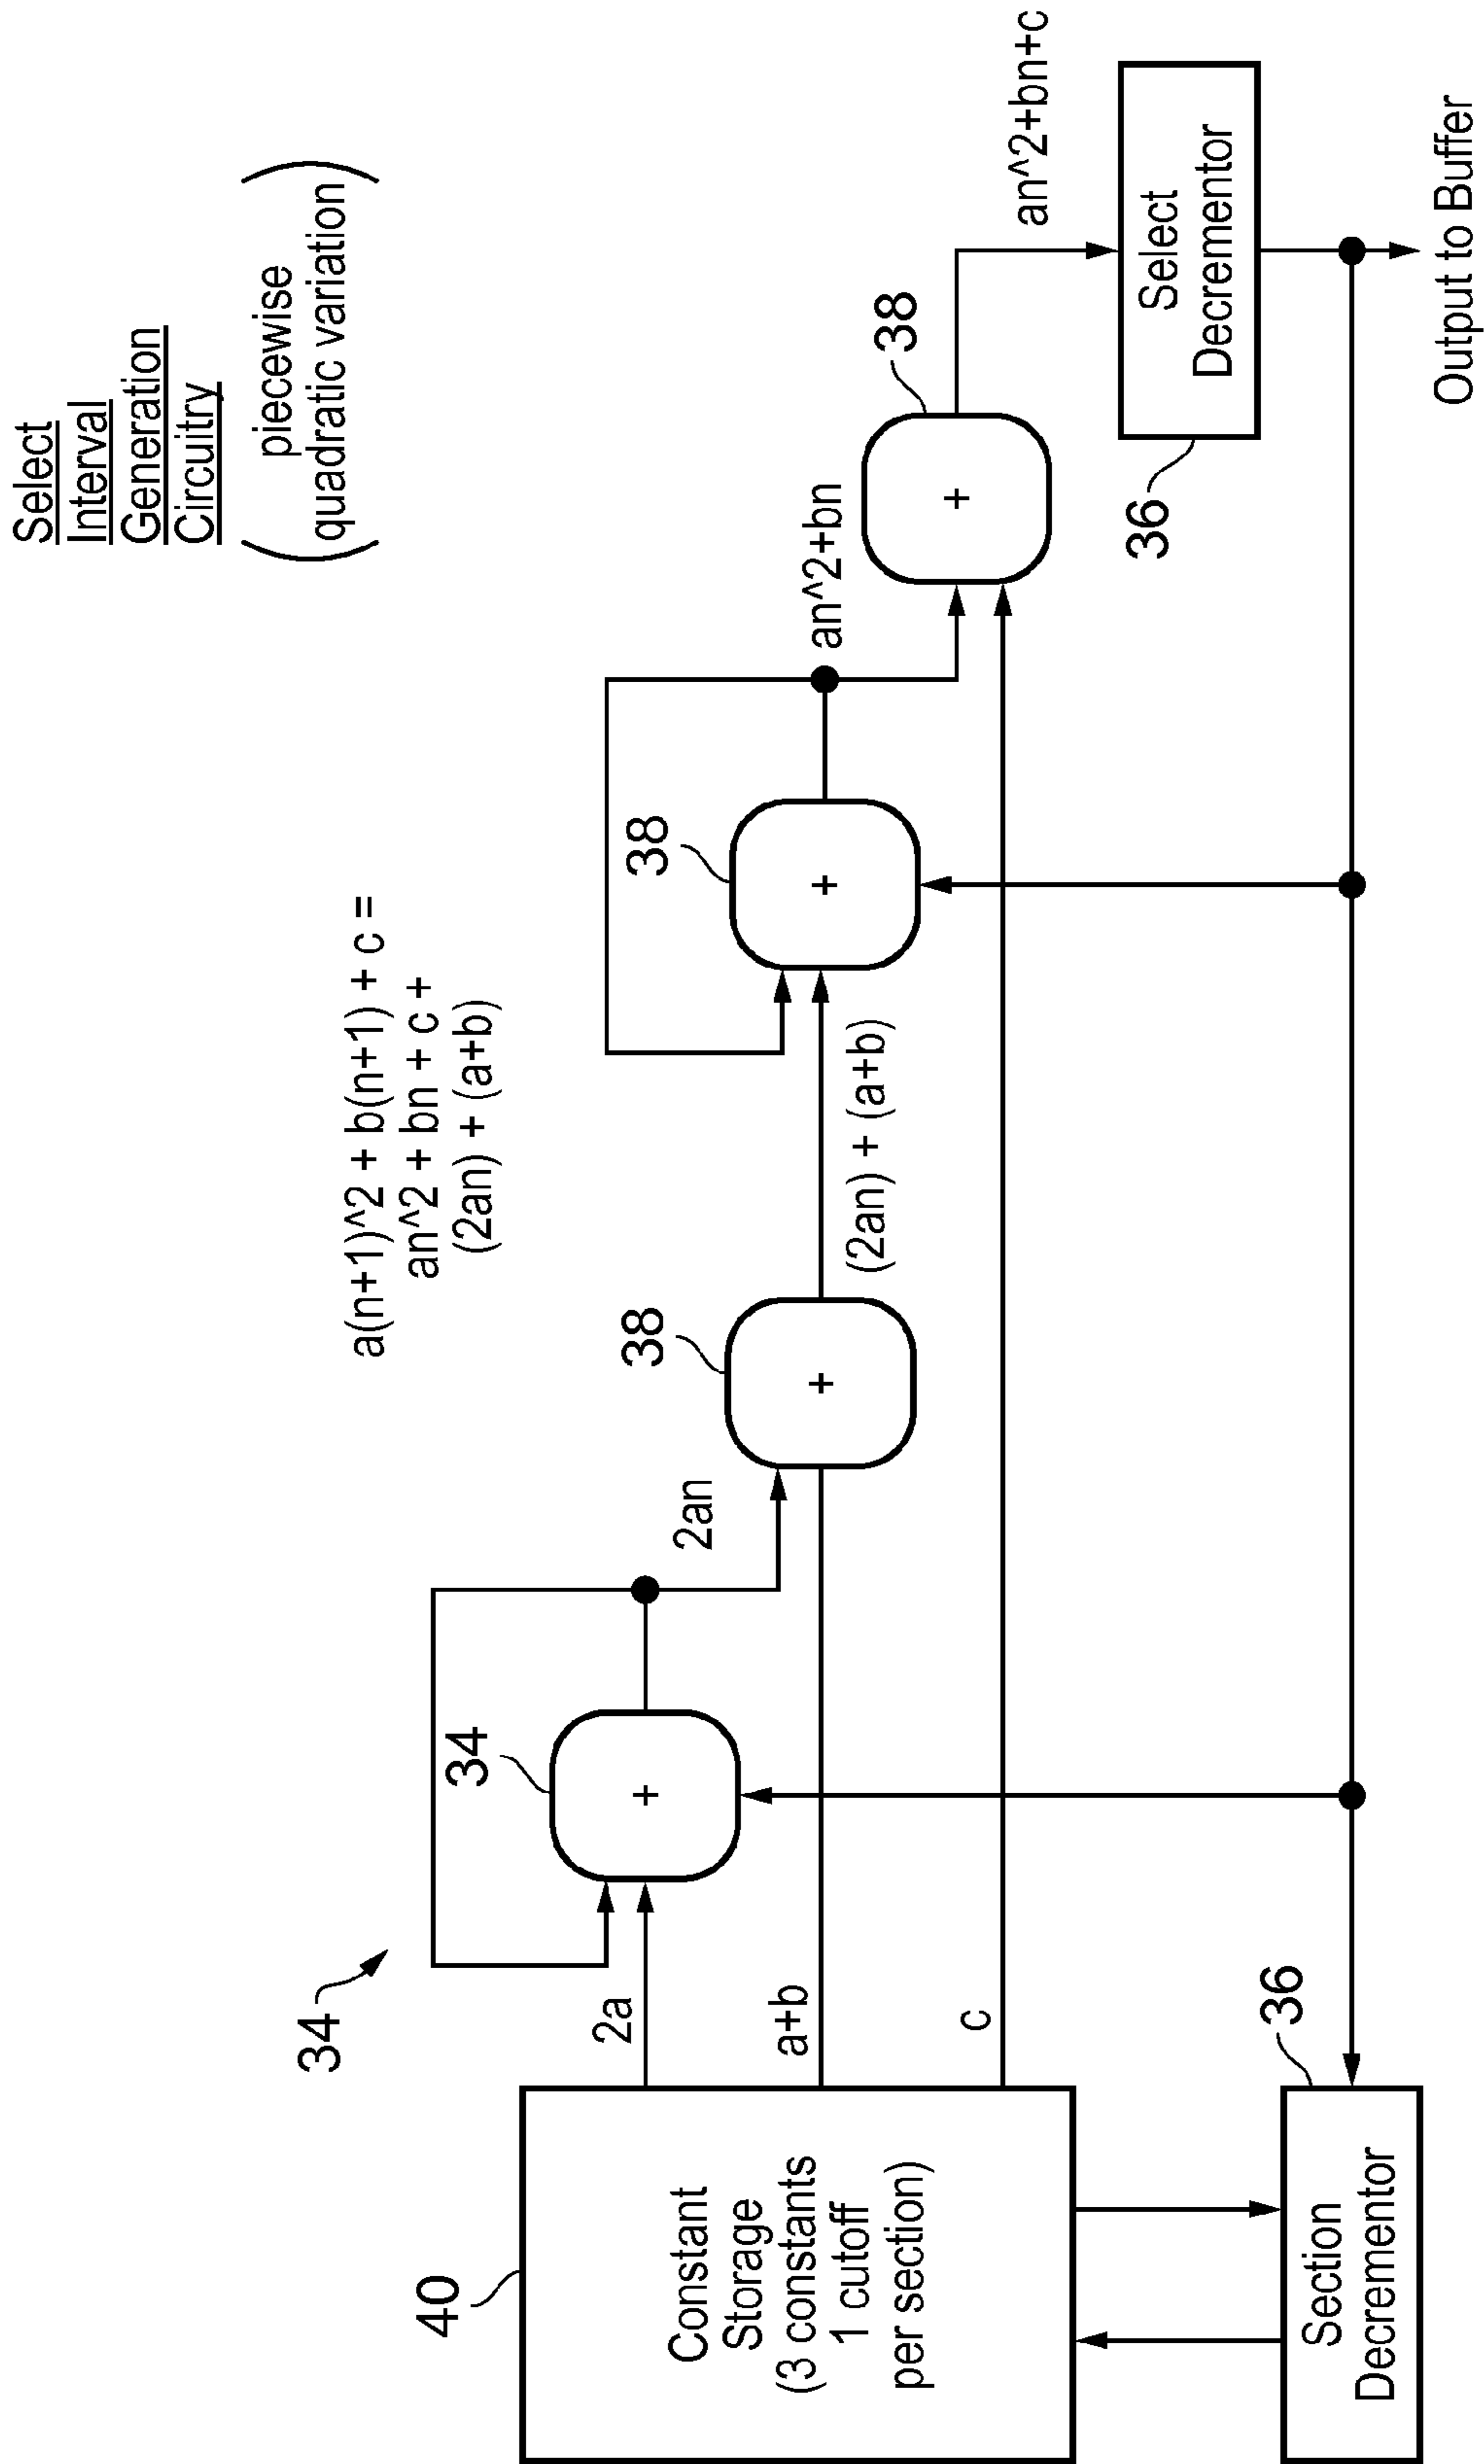 Select
Interval
Generation
Circuitry
piecewise
quadratic variation
a(n+1)^2 + b(n+1) + c =
an^2 + bn + c +
(2an) + (a+b)
34
40
Constant
Storage
(3 constants
1 cutoff
per section)
2a
a+b
c
34
+
2an
38
+
(2an) + (a+b)
38
+
an^2+bn
38
+
an^2+bn+c
Select
Decrementor
36
Output to Buffer
36
Section
Decrementor